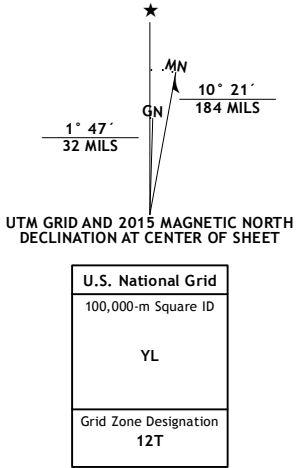 MN
10° 21´
184 MILS
GN
1° 47´
32 MILS
UTM GRID AND 2015 MAGNETIC NORTH
DECLINATION AT CENTER OF SHEET
U.S. National Grid
100,000-m Square ID
YL
Grid Zone Designation
12T